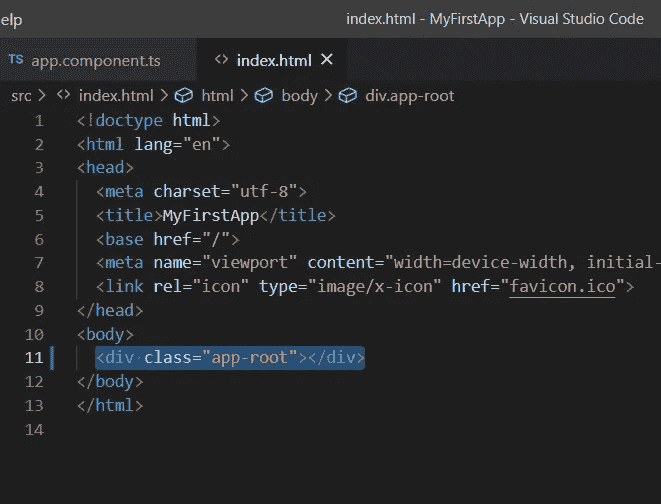 elp
index.html - MyFirstApp - Visual Studio Code
TS app.component.ts <> index.html ×
src > <> index.html > html > body > div.app-root
1 <!doctype html>
2 <html lang="en">
3 <head>
4 <meta charset="utf-8">
5 <title>MyFirstApp</title>
6 <base href="/">
7 <meta name="viewport" content="width=device-width, initial-
8 <link rel="icon" type="image/x-icon" href="favicon.ico">
9 </head>
10 <body>
11 <div class="app-root"></div>
12 </body>
13 </html>
14